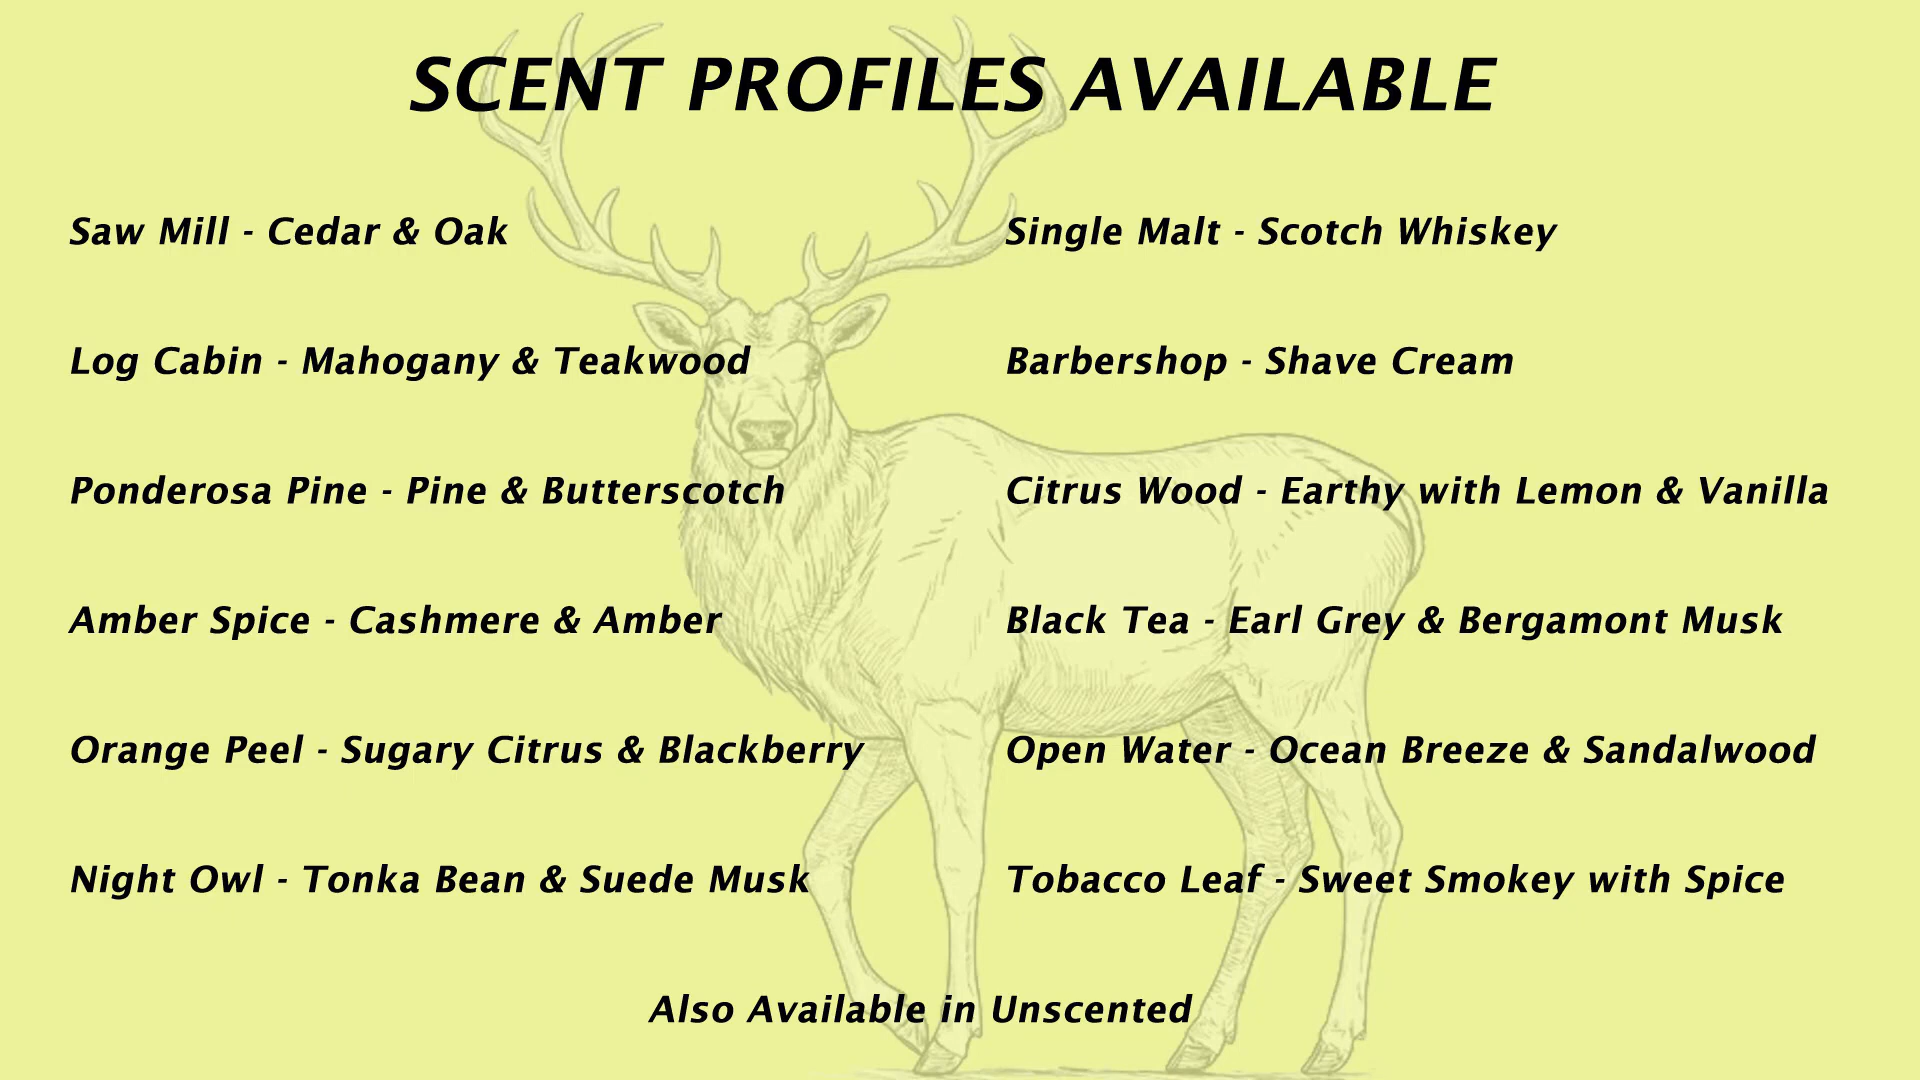 SCENT PROFILES AVAILABLE
Saw Mill - Cedar & Oak
Log Cabin - Mahogany & Teakwood
Ponderosa Pine - Pine & Butterscotch
Amber Spice - Cashmere & Amber
Orange Peel - Sugary Citrus & Blackberry
Night Owl - Tonka Bean & Suede Musk
Single Malt - Scotch Whiskey
Barbershop - Shave Cream
Citrus Wood - Earthy with Lemon & Vanilla
Black Tea - Earl Grey & Bergamont Musk
Open Water - Ocean Breeze & Sandalwood
Tobacco Leaf - Sweet Smokey with Spice
Also Available in Unscented